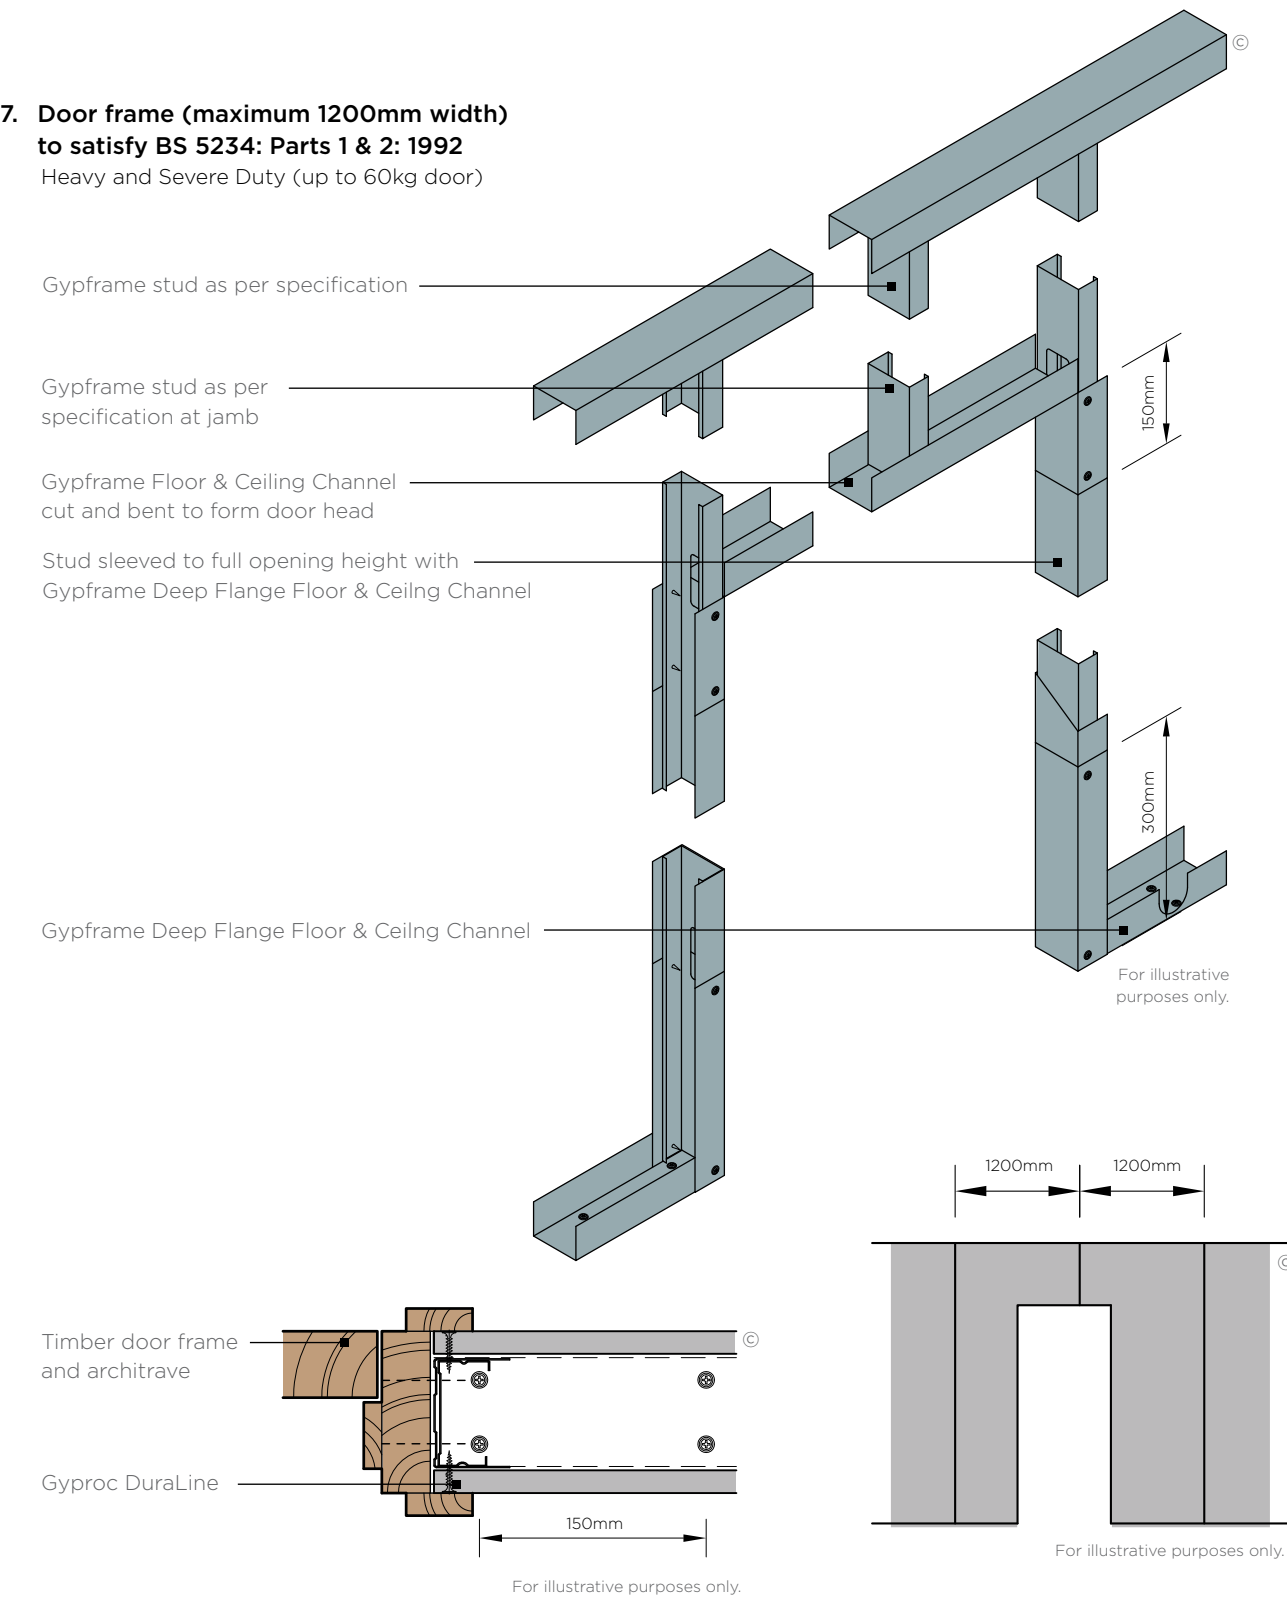 7. Door frame (maximum 1200mm width)
to satisfy BS 5234: Parts 1 & 2: 1992
Heavy and Severe Duty (up to 60kg door)
©
Gypframe stud as per specification
Gypframe stud as per
specification at jamb
150mm
Gypframe Floor & Ceiling Channel
cut and bent to form door head
Stud sleeved to full opening height with
Gypframe Deep Flange Floor & Ceilng Channel
300mm
Gypframe Deep Flange Floor & Ceilng Channel
For illustrative
purposes only.
1200mm 1200mm
©
Timber door frame
and architrave
©
Gyproc DuraLine
150mm
For illustrative purposes only.
For illustrative purposes only.